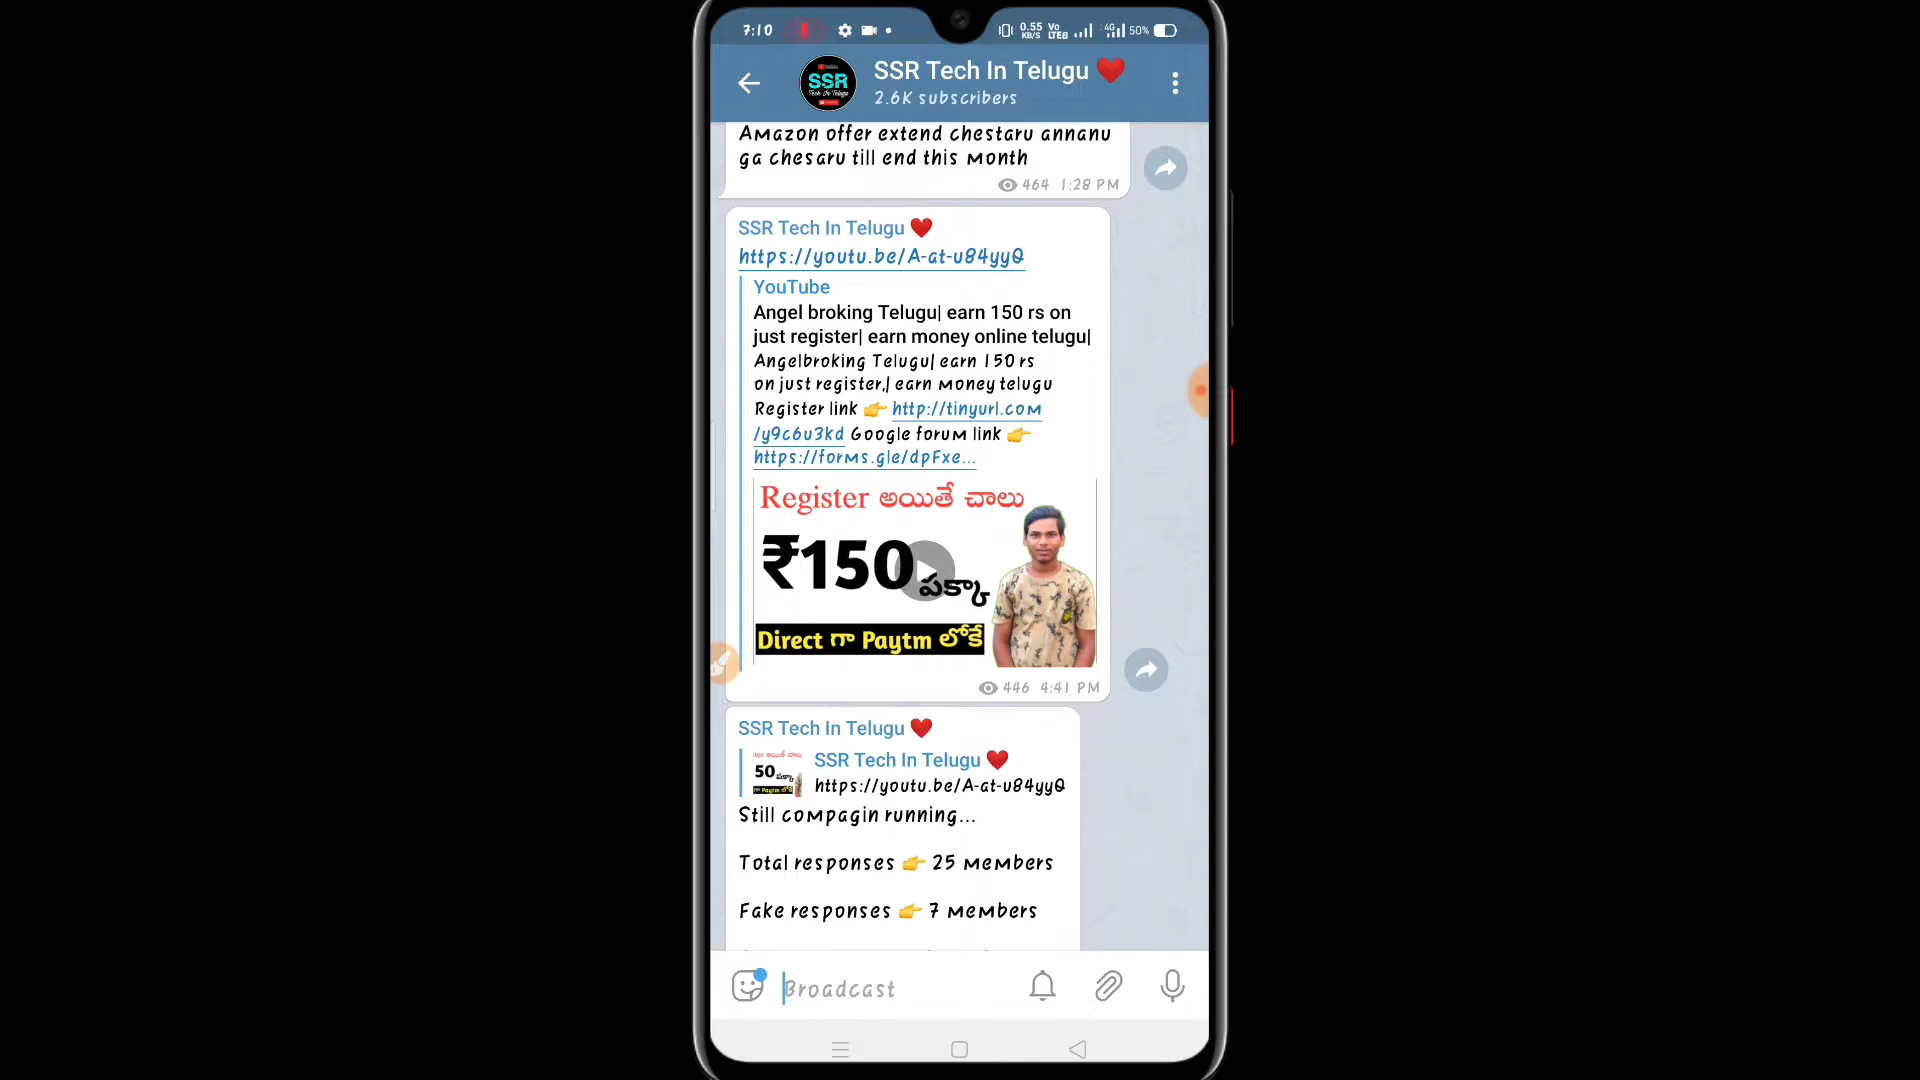 7:10
0.55 KB/S Vo LTE2 4G 50%
SSR Tech In Telugu ❤️
2.6K subscribers
Amazon offer extend chestaru annanu
ga chesaru till end this month
464 1:28 PM
SSR Tech In Telugu ❤️
https://youtu.be/A-at-u84yyQ
YouTube
Angel broking Telugu| earn 150 rs on
just register| earn money online telugu|
Angelbroking Telugu| earn 150 rs
on just register,| earn money telugu
Register link 👉 http://tinyurl.com
/y9c6u3kd Google forum link 👉
https://forms.gle/dpFxe...
Register అయితే చాలు
₹150 పక్కా
Direct గా Paytm లోకే
446 4:41 PM
SSR Tech In Telugu ❤️
SSR Tech In Telugu ❤️
https://youtu.be/A-at-u84yyQ
50 పక్కా
Still compagin running...
Total responses 👉 25 members
Fake responses 👉 7 members
Broadcast